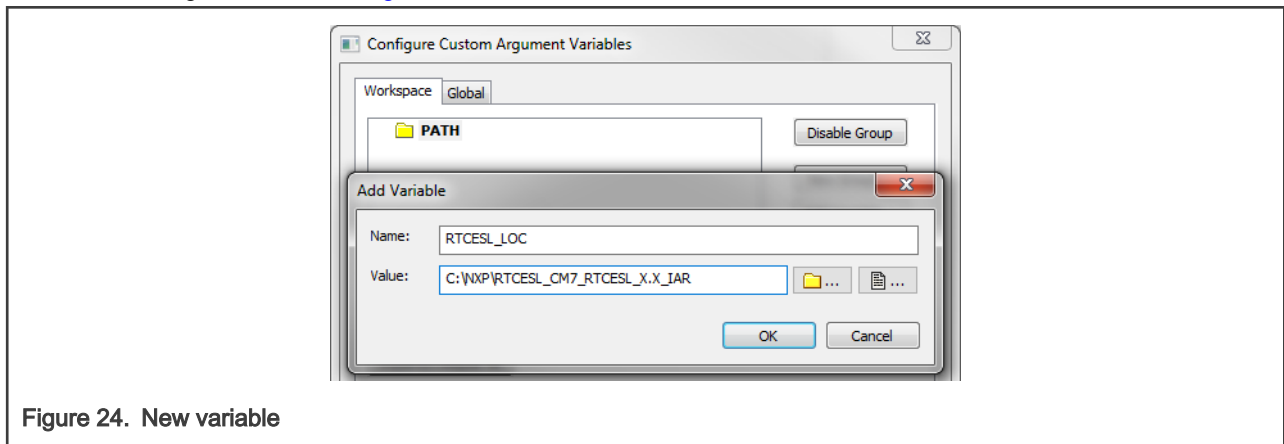 Configure Custom Argument Variables
Workspace Global
PATH
Disable Group
Add Variable
Name: RTCESL_LOC
Value: C:\NXP\RTCESL_CM7_RTCESL_X.X_IAR ... ...
OK Cancel
Figure 24. New variable